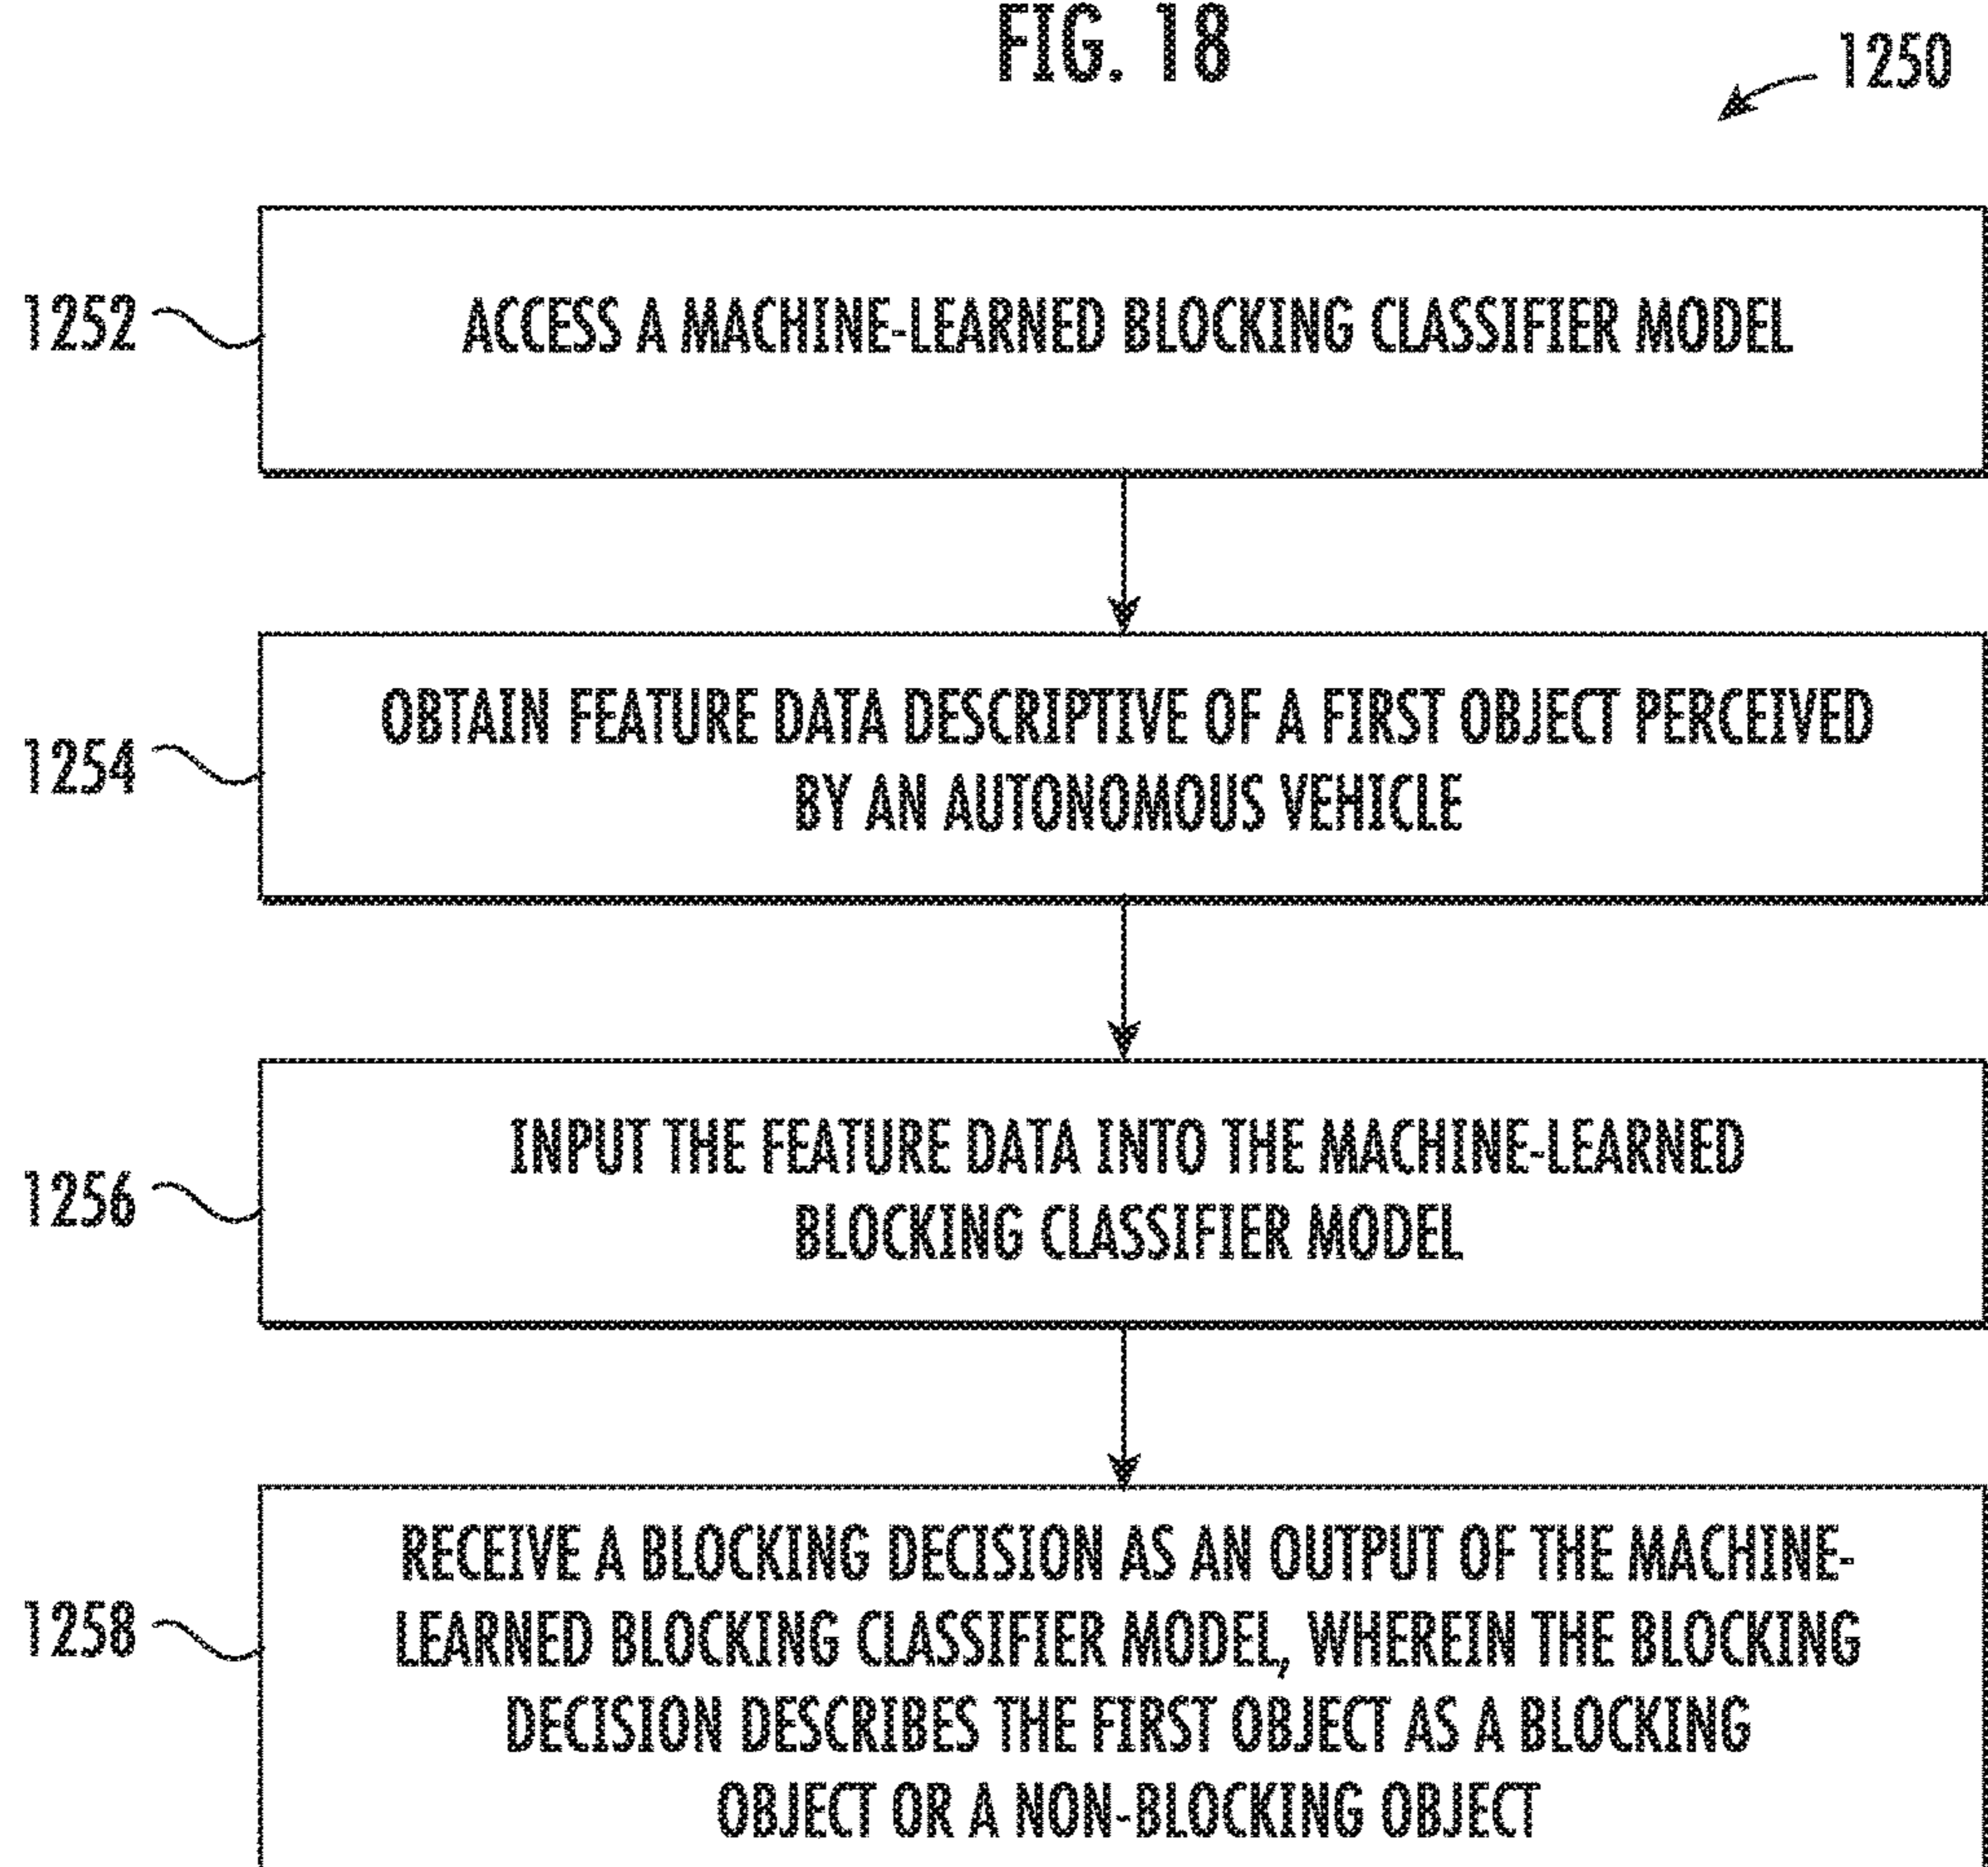 FIG. 18
1250
1252
ACCESS A MACHINE-LEARNED BLOCKING CLASSIFIER MODEL
1254
OBTAIN FEATURE DATA DESCRIPTIVE OF A FIRST OBJECT PERCEIVED
BY AN AUTONOMOUS VEHICLE
1256
INPUT THE FEATURE DATA INTO THE MACHINE-LEARNED
BLOCKING CLASSIFIER MODEL
1258
RECEIVE A BLOCKING DECISION AS AN OUTPUT OF THE MACHINE-
LEARNED BLOCKING CLASSIFIER MODEL, WHEREIN THE BLOCKING
DECISION DESCRIBES THE FIRST OBJECT AS A BLOCKING
OBJECT OR A NON-BLOCKING OBJECT